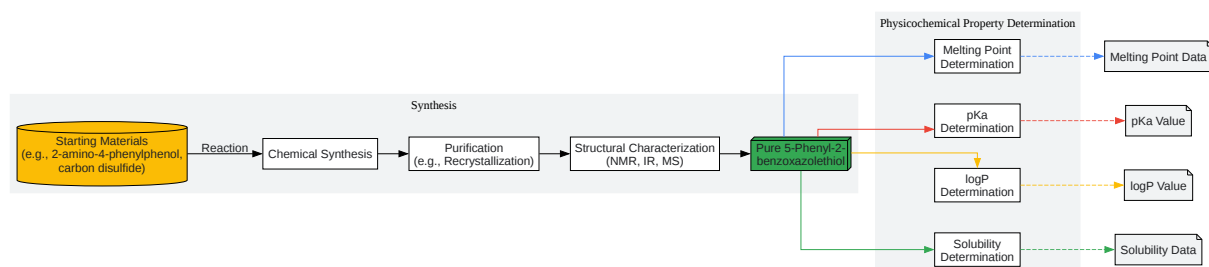 Physicochemical Property Determination
Melting Point
Determination
Melting Point Data
Synthesis
Starting Materials
(e.g., 2-amino-4-phenylphenol,
carbon disulfide)
Reaction
Chemical Synthesis
Purification
(e.g., Recrystallization)
Structural Characterization
(NMR, IR, MS)
Pure 5-Phenyl-2-
benzoxazolethiol
pKa
Determination
pKa Value
logP
Determination
logP Value
Solubility
Determination
Solubility Data